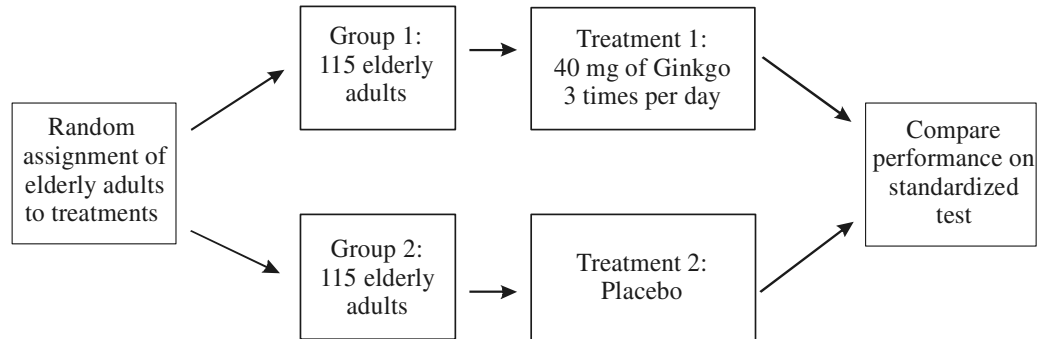 Random
assignment of
elderly adults
to treatments
Group 1:
115 elderly
adults
Treatment 1:
40 mg of Ginkgo
3 times per day
Group 2:
115 elderly
adults
Treatment 2:
Placebo
Compare
performance on
standardized
test